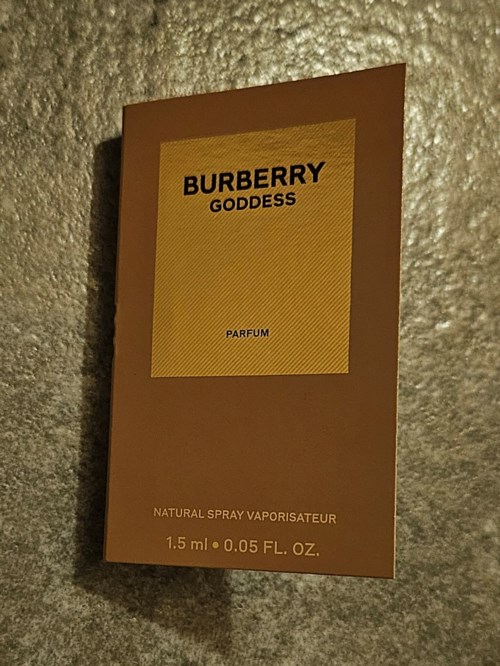 BURBERRY
GODDESS
PARFUM
NATURAL SPRAY VAPORISATEUR
1.5 ml • 0.05 FL. OZ.